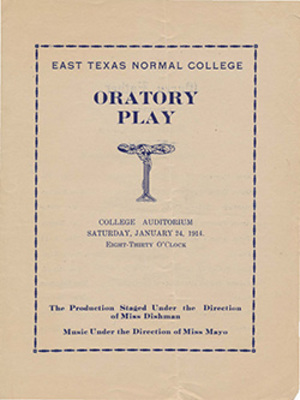 EAST TEXAS NORMAL COLLEGE
ORATORY
PLAY
COLLEGE AUDITORIUM
SATURDAY, JANUARY 24, 1914.
EIGHT-THIRTY O'CLOCK
The Production Staged Under the Direction
of Miss Dishman
Music Under the Direction of Miss Mayo